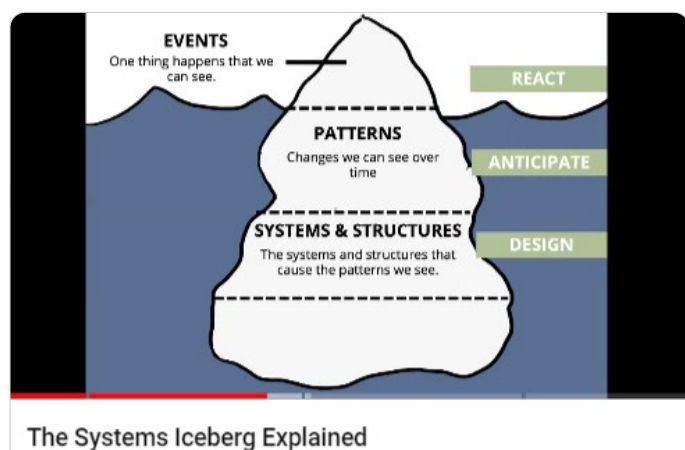 EVENTS
One thing happens that we
can see.
REACT
PATTERNS
Changes we can see over
time
ANTICIPATE
SYSTEMS & STRUCTURES
The systems and structures that
cause the patterns we see.
DESIGN
The Systems Iceberg Explained